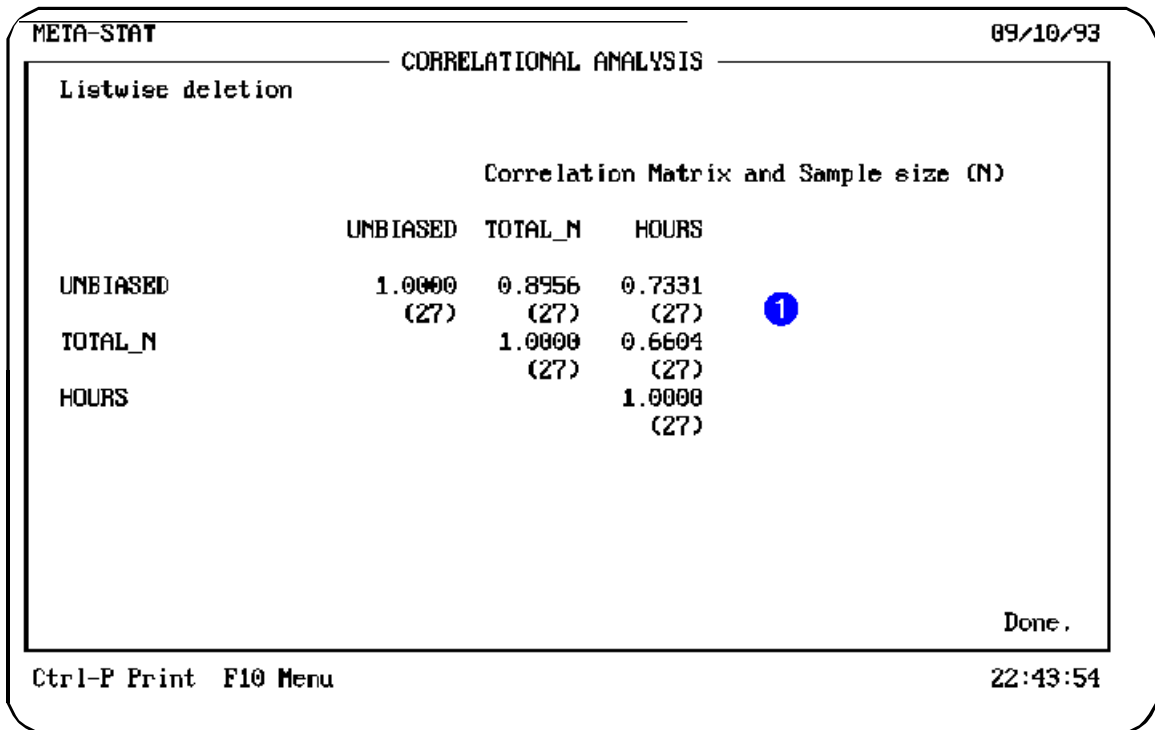 META-STAT 09/10/93
CORRELATIONAL ANALYSIS
Listwise deletion
Correlation Matrix and Sample size (N)
UNBIASED TOTAL_N HOURS
UNBIASED 1.0000 0.8956 0.7331
(27) (27) (27) 1
TOTAL_N 1.0000 0.6604
(27) (27)
HOURS 1.0000
(27)
Done.
Ctrl-P Print F10 Menu 22:43:54